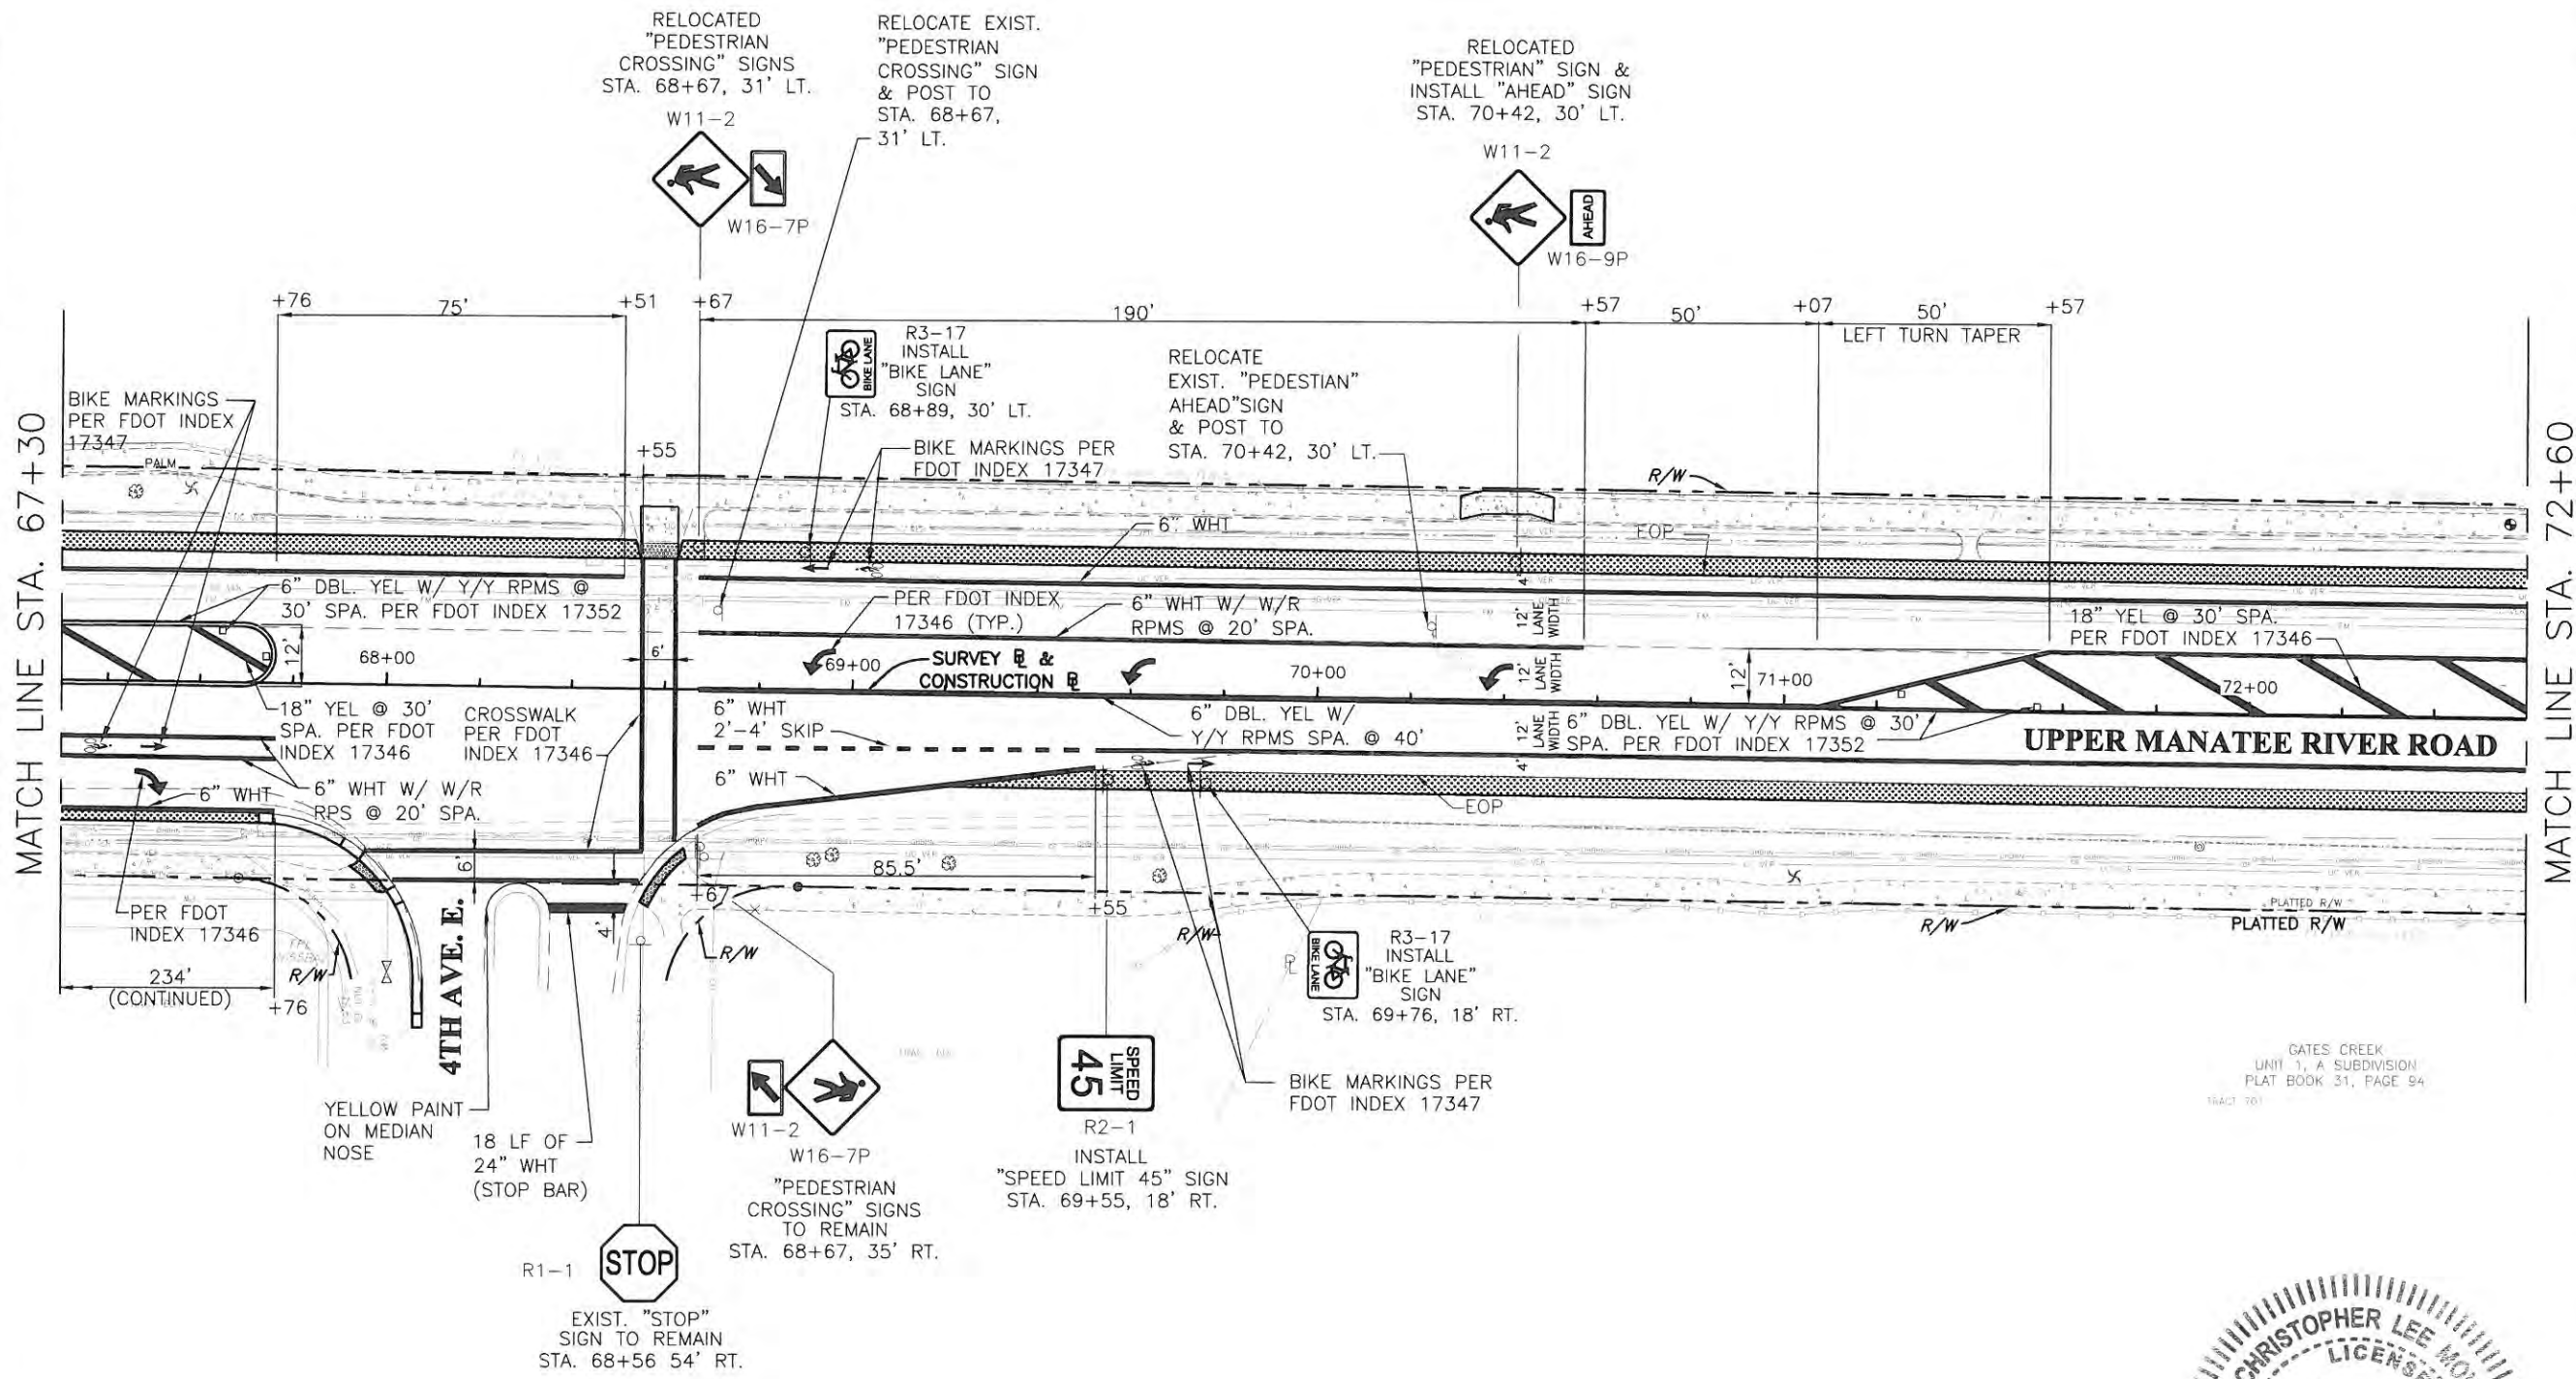 RELOCATED
"PEDESTRIAN
CROSSING" SIGNS
STA. 68+67, 31' LT.
W11-2
W16-7P
RELOCATE EXIST.
"PEDESTRIAN
CROSSING" SIGN
& POST TO
STA. 68+67,
31' LT.
RELOCATED
"PEDESTRIAN" SIGN &
INSTALL "AHEAD" SIGN
STA. 70+42, 30' LT.
W11-2
AHEAD
W16-9P
+76
75'
+51
+67
190'
+57
50'
+07
50'
+57
LEFT TURN TAPER
BIKE LANE
R3-17
INSTALL
"BIKE LANE"
SIGN
STA. 68+89, 30' LT.
RELOCATE
EXIST. "PEDESTIAN"
AHEAD"SIGN
& POST TO
STA. 70+42, 30' LT.
MATCH LINE STA. 67+30
BIKE MARKINGS
PER FDOT INDEX
17347
PALM
+55
BIKE MARKINGS PER
FDOT INDEX 17347
R/W
6" WHT
EOP
MATCH LINE STA. 72+60
6" DBL. YEL W/ Y/Y RPMS @
30' SPA. PER FDOT INDEX 17352
PER FDOT INDEX
17346 (TYP.)
6" WHT W/ W/R
RPMS @ 20' SPA.
4'
12'
LANE
WIDTH
18" YEL @ 30' SPA.
PER FDOT INDEX 17346
12'
68+00
6'
69+00
SURVEY BL &
CONSTRUCTION BL
70+00
12'
LANE
WIDTH
12'
71+00
72+00
18" YEL @ 30'
SPA. PER FDOT
INDEX 17346
CROSSWALK
PER FDOT
INDEX 17346
6" WHT
2'-4' SKIP
6" DBL. YEL W/
Y/Y RPMS SPA. @ 40'
12'
LANE
WIDTH
4'
6" DBL. YEL W/ Y/Y RPMS @ 30'
SPA. PER FDOT INDEX 17352
UPPER MANATEE RIVER ROAD
6" WHT
6" WHT W/ W/R
RPS @ 20' SPA.
6" WHT
EOP
6'
85.5'
+67
+55
4'
PER FDOT
INDEX 17346
R/W
234'
(CONTINUED)
+76
4TH AVE. E.
R/W
R/W
R/W
PLATTED R/W
PLATTED R/W
BIKE LANE
R3-17
INSTALL
"BIKE LANE"
SIGN
STA. 69+76, 18' RT.
YELLOW PAINT
ON MEDIAN
NOSE
18 LF OF
24" WHT
(STOP BAR)
W11-2
W16-7P
"PEDESTRIAN
CROSSING" SIGNS
TO REMAIN
STA. 68+67, 35' RT.
SPEED
LIMIT
45
R2-1
INSTALL
"SPEED LIMIT 45" SIGN
STA. 69+55, 18' RT.
BIKE MARKINGS PER
FDOT INDEX 17347
GATES CREEK
UNIT 1, A SUBDIVISION
PLAT BOOK 31, PAGE 94
R1-1
STOP
EXIST. "STOP"
SIGN TO REMAIN
STA. 68+56 54' RT.
CHRISTOPHER LEE